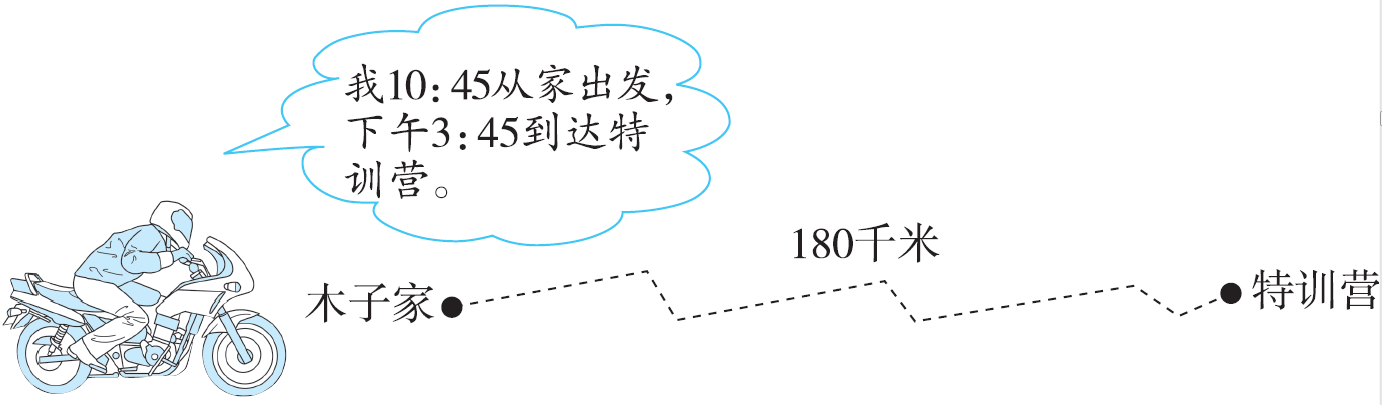 我10:45从家出发，
下午3:45到达特
训营。
180千米
木子家
特训营